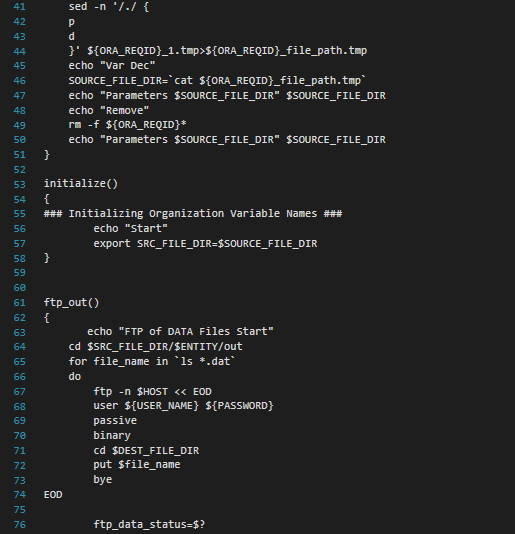 41 sed -n '/./ {
42 p
43 d
44 }' ${ORA_REQID}_1.tmp>${ORA_REQID}_file_path.tmp
45 echo "Var Dec"
46 SOURCE_FILE_DIR=`cat ${ORA_REQID}_file_path.tmp`
47 echo "Parameters $SOURCE_FILE_DIR" $SOURCE_FILE_DIR
48 echo "Remove"
49 rm -f ${ORA_REQID}*
50 echo "Parameters $SOURCE_FILE_DIR" $SOURCE_FILE_DIR
51 }
52
53 initialize()
54 {
55 ### Initializing Organization Variable Names ###
56 echo "Start"
57 export SRC_FILE_DIR=$SOURCE_FILE_DIR
58 }
59
60
61 ftp_out()
62 {
63 echo "FTP of DATA Files Start"
64 cd $SRC_FILE_DIR/$ENTITY/out
65 for file_name in `ls *.dat`
66 do
67 ftp -n $HOST << EOD
68 user ${USER_NAME} ${PASSWORD}
69 passive
70 binary
71 cd $DEST_FILE_DIR
72 put $file_name
73 bye
74 EOD
75
76 ftp_data_status=$?